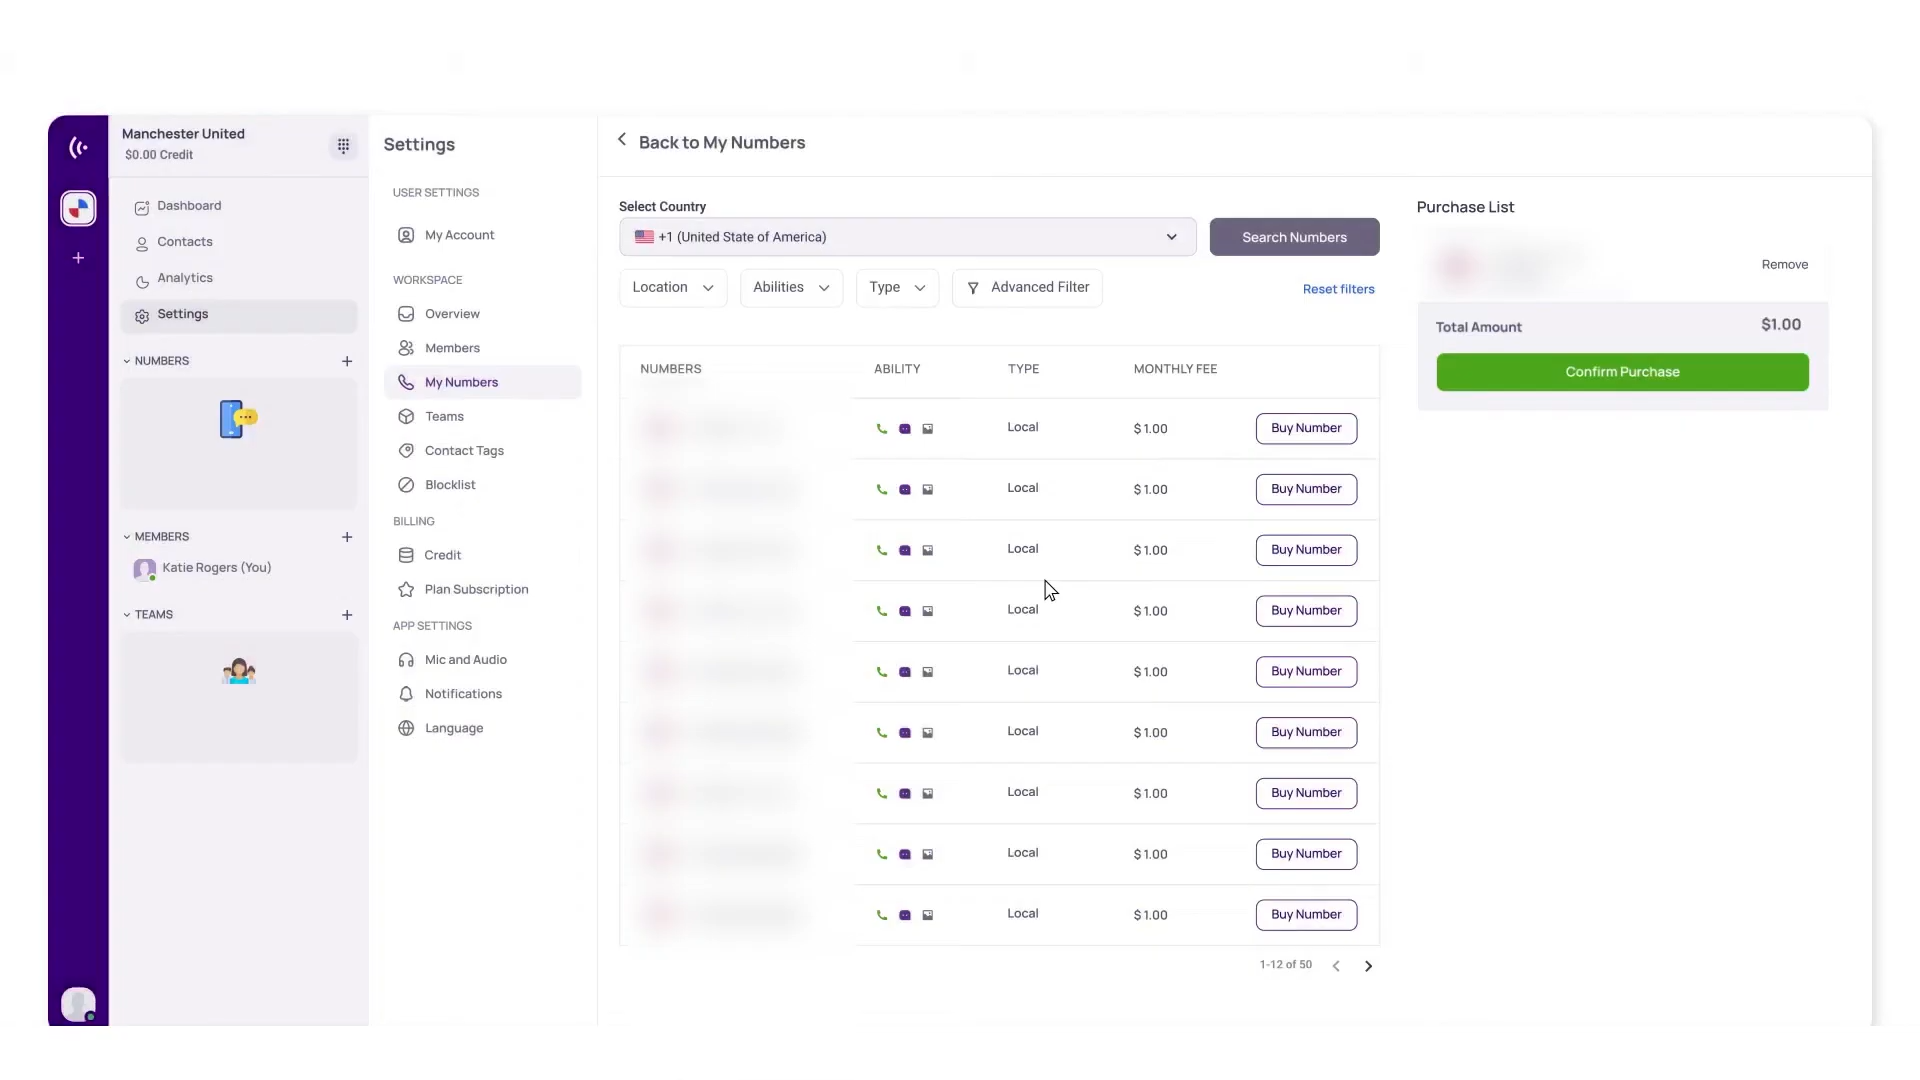 Manchester United
$0.00 Credit
Dashboard
Contacts
Analytics
Settings
NUMBERS
MEMBERS
Katie Rogers (You)
TEAMS
Settings
USER SETTINGS
My Account
WORKSPACE
Overview
Members
My Numbers
Teams
Contact Tags
Blocklist
BILLING
Credit
Plan Subscription
APP SETTINGS
Mic and Audio
Notifications
Language
Back to My Numbers
Select Country
+1 (United State of America)
Search Numbers
Location
Abilities
Type
Advanced Filter
Reset filters
NUMBERS ABILITY TYPE MONTHLY FEE
Local $1.00 Buy Number
Local $1.00 Buy Number
Local $1.00 Buy Number
Local $1.00 Buy Number
Local $1.00 Buy Number
Local $1.00 Buy Number
Local $1.00 Buy Number
Local $1.00 Buy Number
Local $1.00 Buy Number
1-12 of 50
Purchase List
Remove
Total Amount $1.00
Confirm Purchase